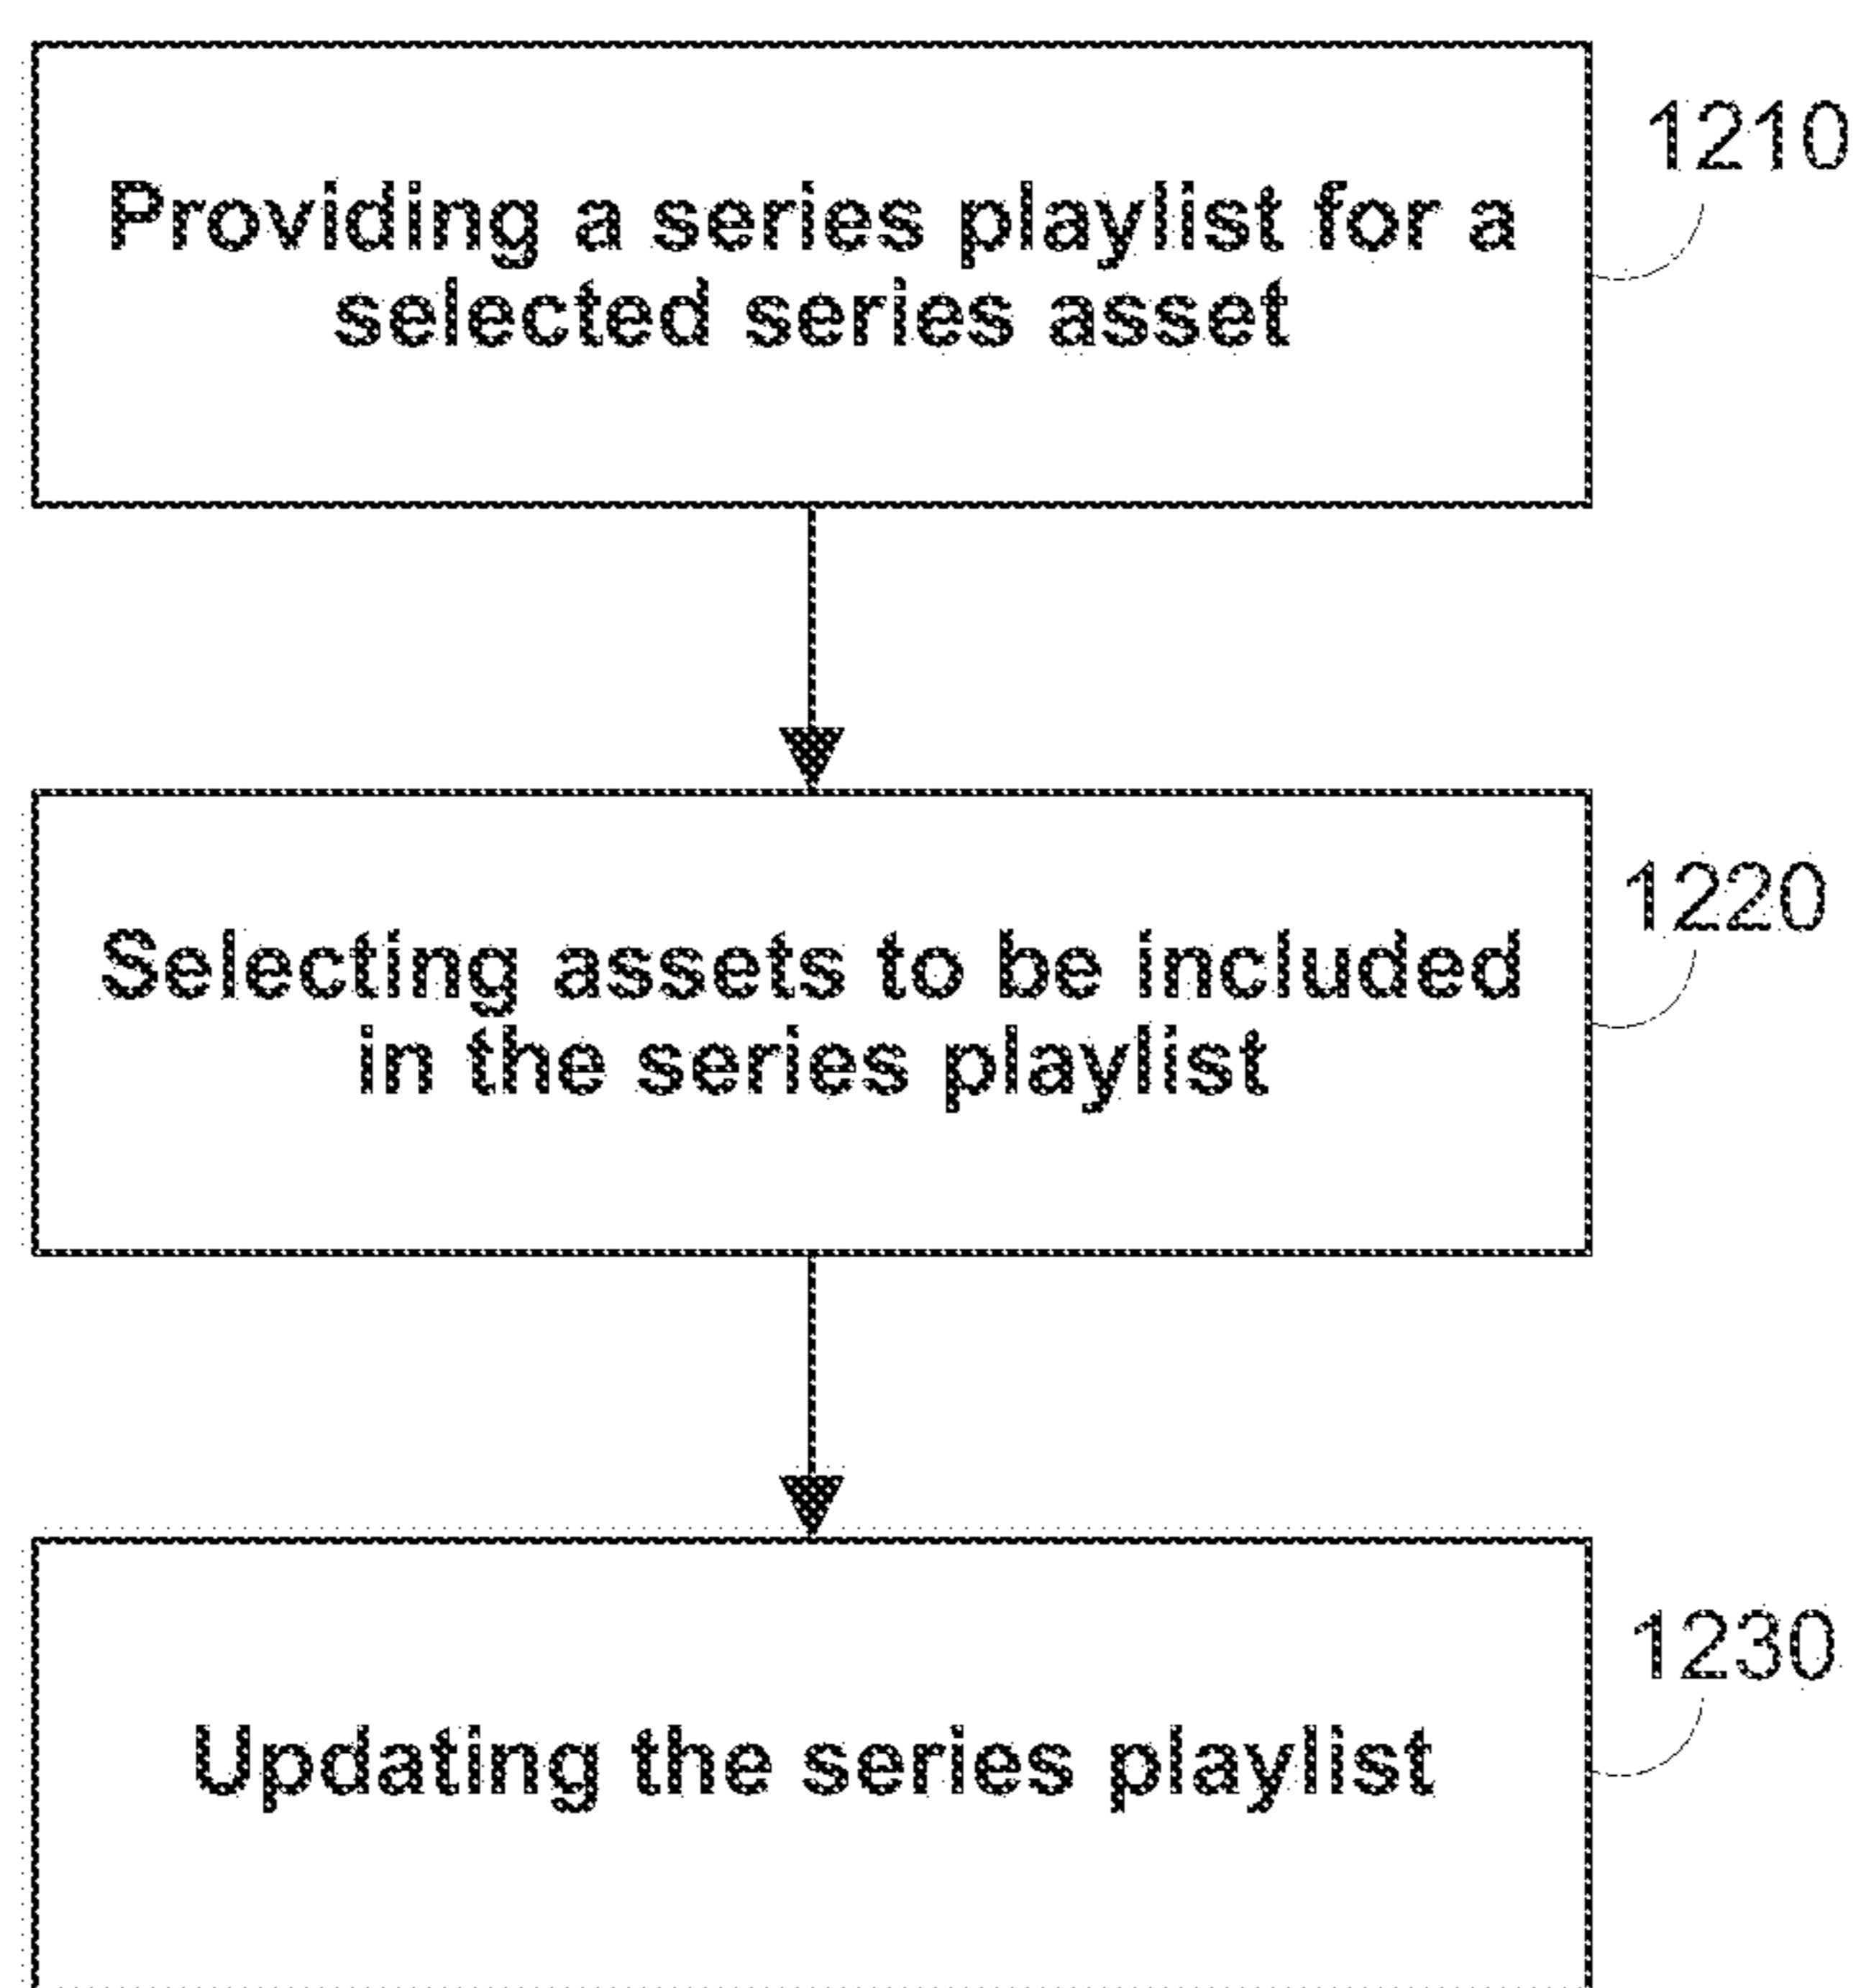 1210
Providing a series playlist for a
selected series asset
1220
Selecting assets to be included
in the series playlist
1230
Updating the series playlist